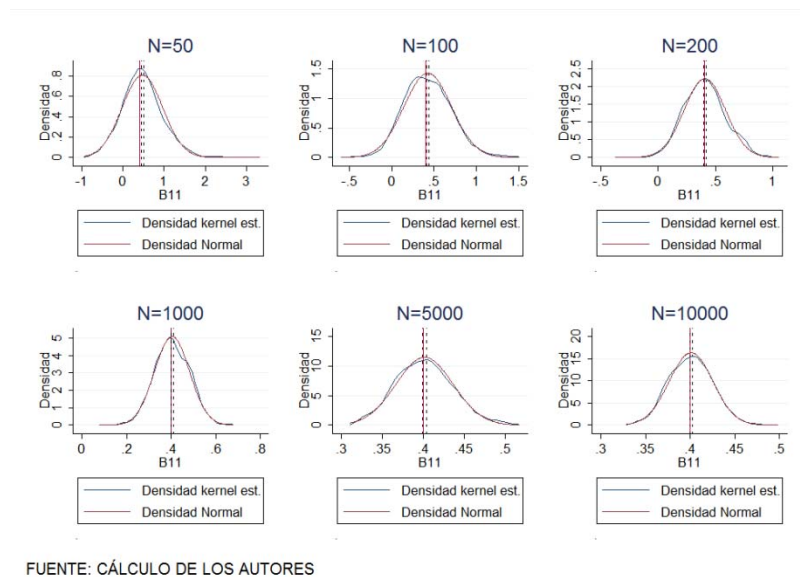 N=50
N=100
N=200
Densidad
0 .2 .4 .6 .8
-1 0 1 2 3
B11
Densidad
0 .5 1 1.5
-.5 0 .5 1 1.5
B11
Densidad
0 .5 1 1.5 2 2.5
-.5 0 .5 1
B11
Densidad kernel est.
Densidad Normal
Densidad kernel est.
Densidad Normal
Densidad kernel est.
Densidad Normal
N=1000
N=5000
N=10000
Densidad
0 1 2 3 4 5
0 .2 .4 .6 .8
B11
Densidad
0 5 10 15
.3 .35 .4 .45 .5
B11
Densidad
0 5 10 15 20
.3 .35 .4 .45 .5
B11
Densidad kernel est.
Densidad Normal
Densidad kernel est.
Densidad Normal
Densidad kernel est.
Densidad Normal
FUENTE: CÁLCULO DE LOS AUTORES